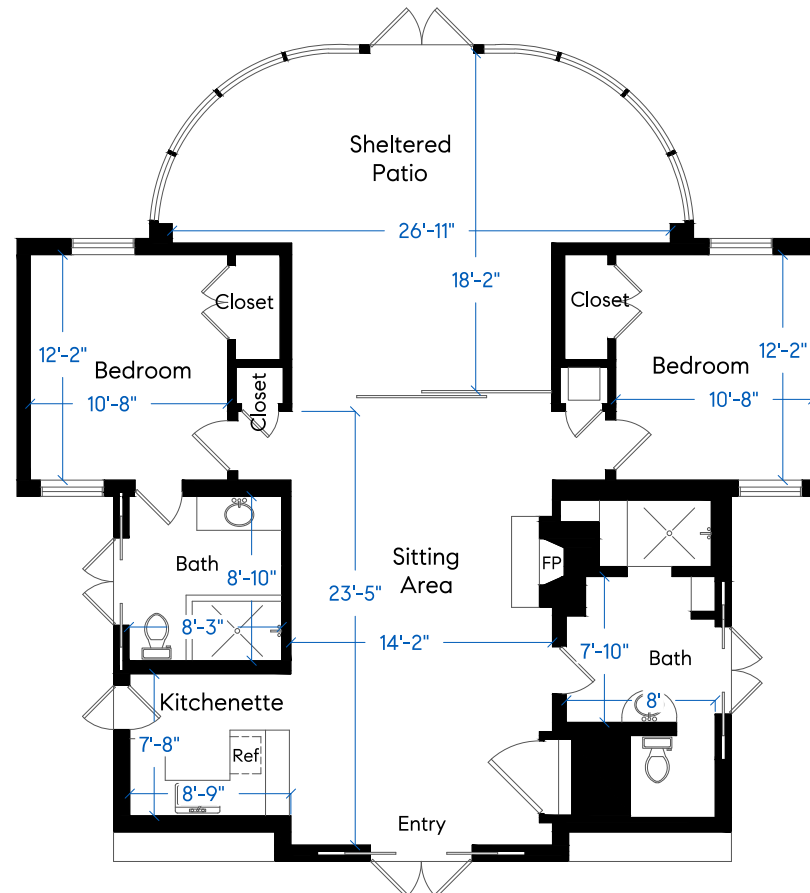 Sheltered
Patio
26'-11"
18'-2"
Closet
Closet
12'-2"
Bedroom
10'-8"
Closet
Bedroom
12'-2"
10'-8"
Bath
8'-10"
8'-3"
Sitting
Area
23'-5"
14'-2"
FP
7'-10"
Bath
8'
Kitchenette
7'-8"
Ref
8'-9"
Entry